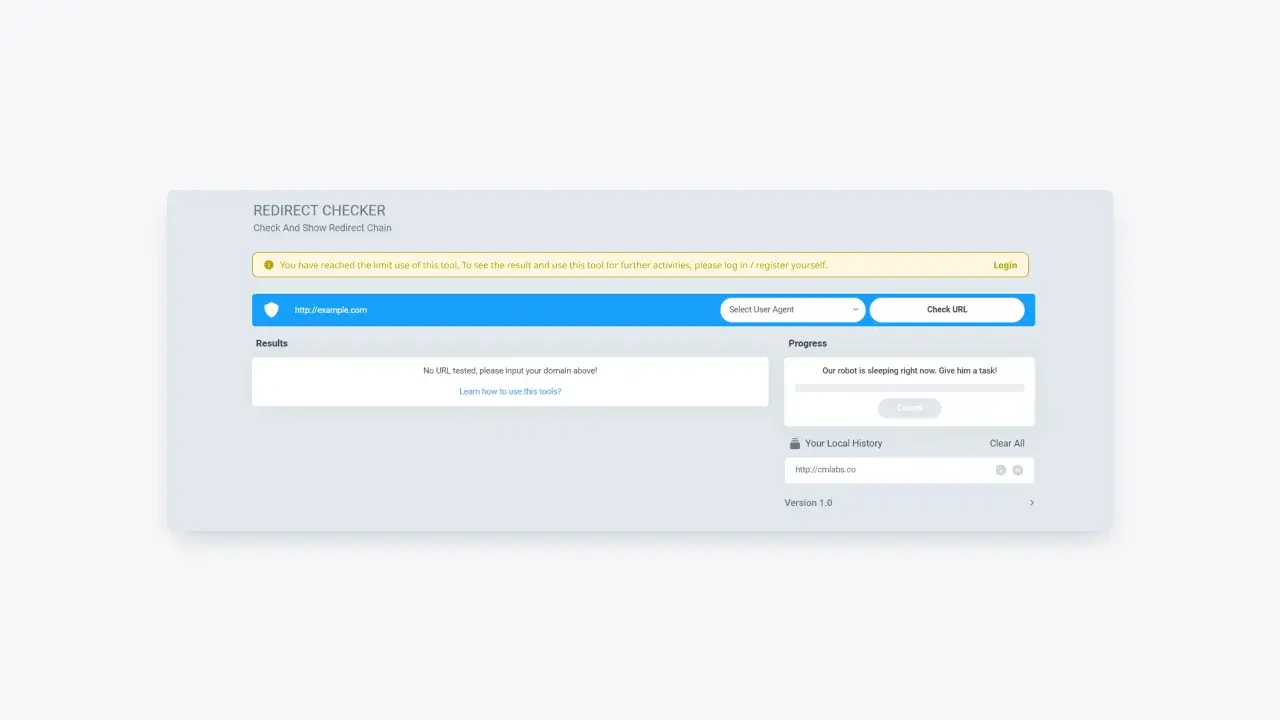 REDIRECT CHECKER
Check And Show Redirect Chain
You have reached the limit use of this tool. To see the result and use this tool for further activities, please log in / register yourself.
Login
http://example.com
Select User Agent
Check URL
Results
No URL tested, please input your domain above!
Learn how to use this tools?
Progress
Our robot is sleeping right now. Give him a task!
Cancel
Your Local History
Clear All
http://cmlabs.co
Version 1.0